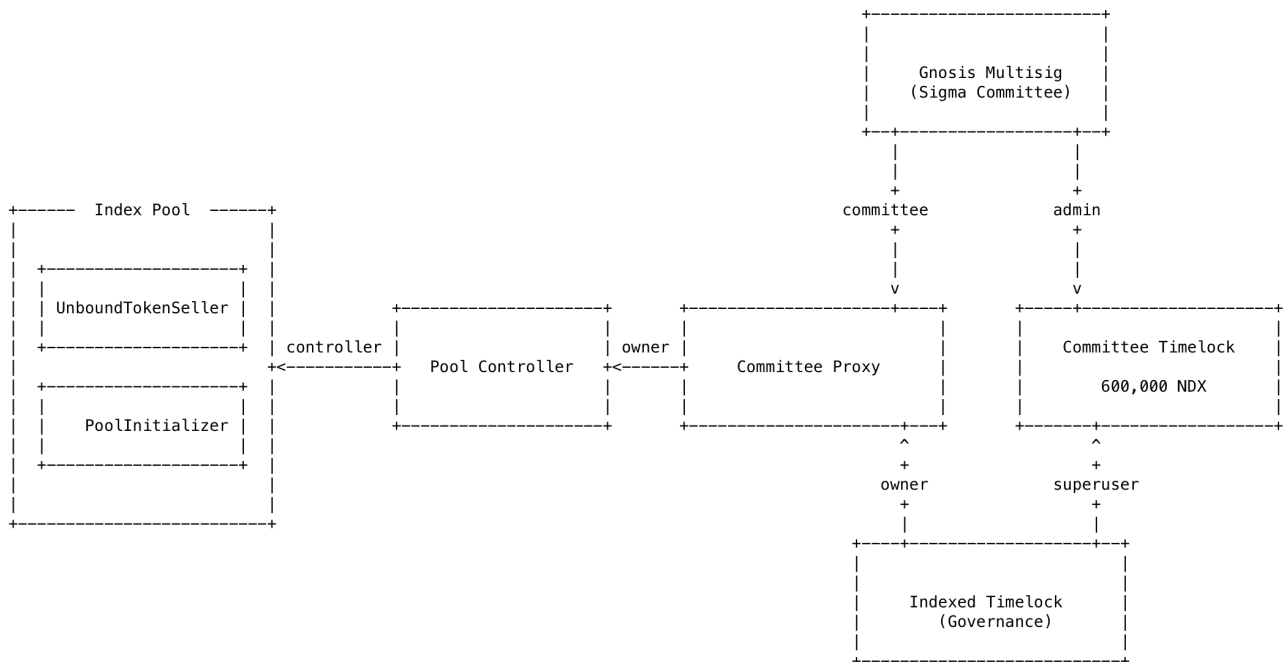 Gnosis Multisig
(Sigma Committee)
committee
admin
Index Pool
UnboundTokenSeller
PoolInitializer
controller
Pool Controller
owner
Committee Proxy
Committee Timelock
600,000 NDX
owner
superuser
Indexed Timelock
(Governance)